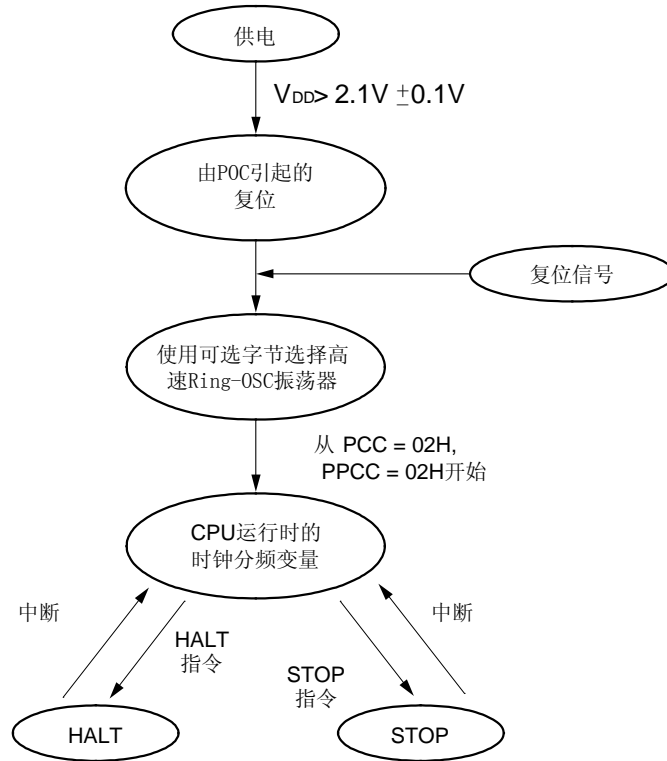 供电
VDD> 2.1V ±0.1V
由POC引起的
复位
复位信号
使用可选字节选择高
速Ring-OSC振荡器
从 PCC = 02H,
PPCC = 02H开始
CPU运行时的
时钟分频变量
中断
HALT
指令
STOP
指令
中断
HALT
STOP